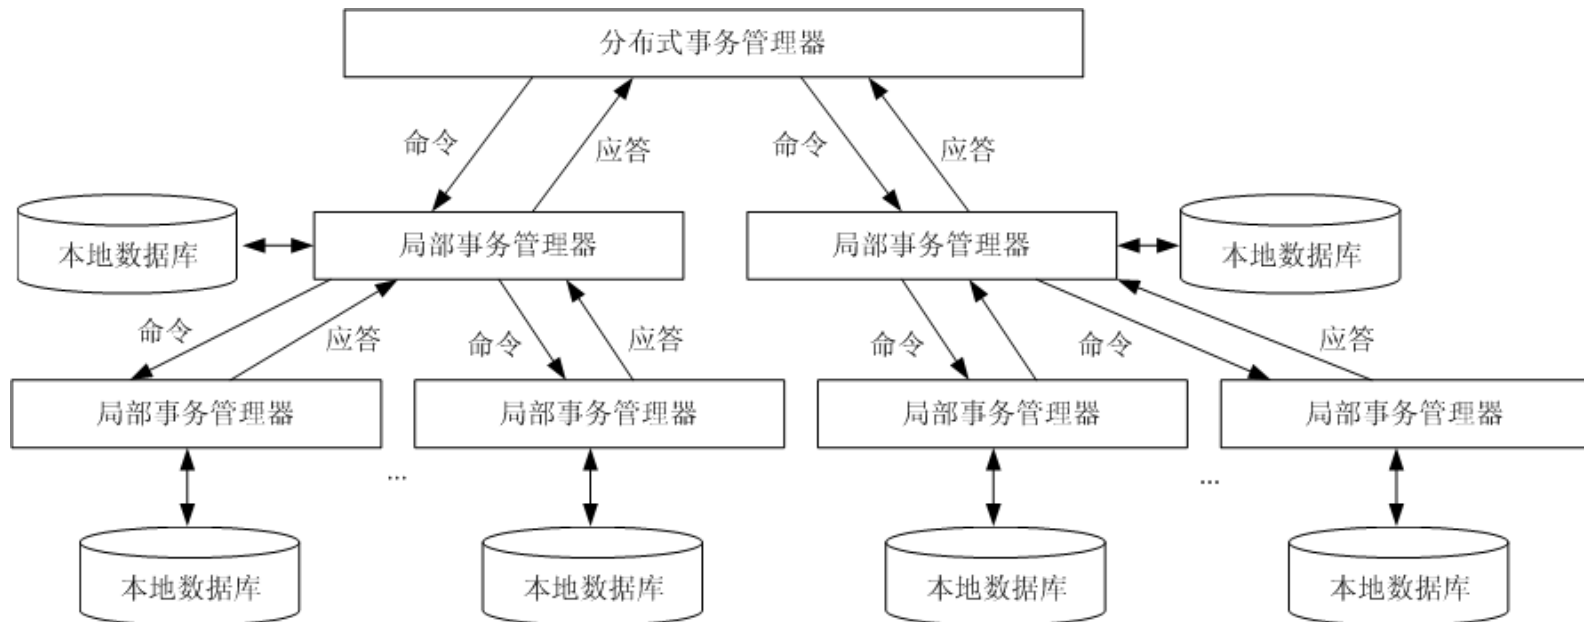 分布式事务管理器
命令
应答
命令
应答
本地数据库
局部事务管理器
局部事务管理器
本地数据库
命令
应答
命令
应答
命令
命令
应答
局部事务管理器
局部事务管理器
局部事务管理器
局部事务管理器
...
...
本地数据库
本地数据库
本地数据库
本地数据库